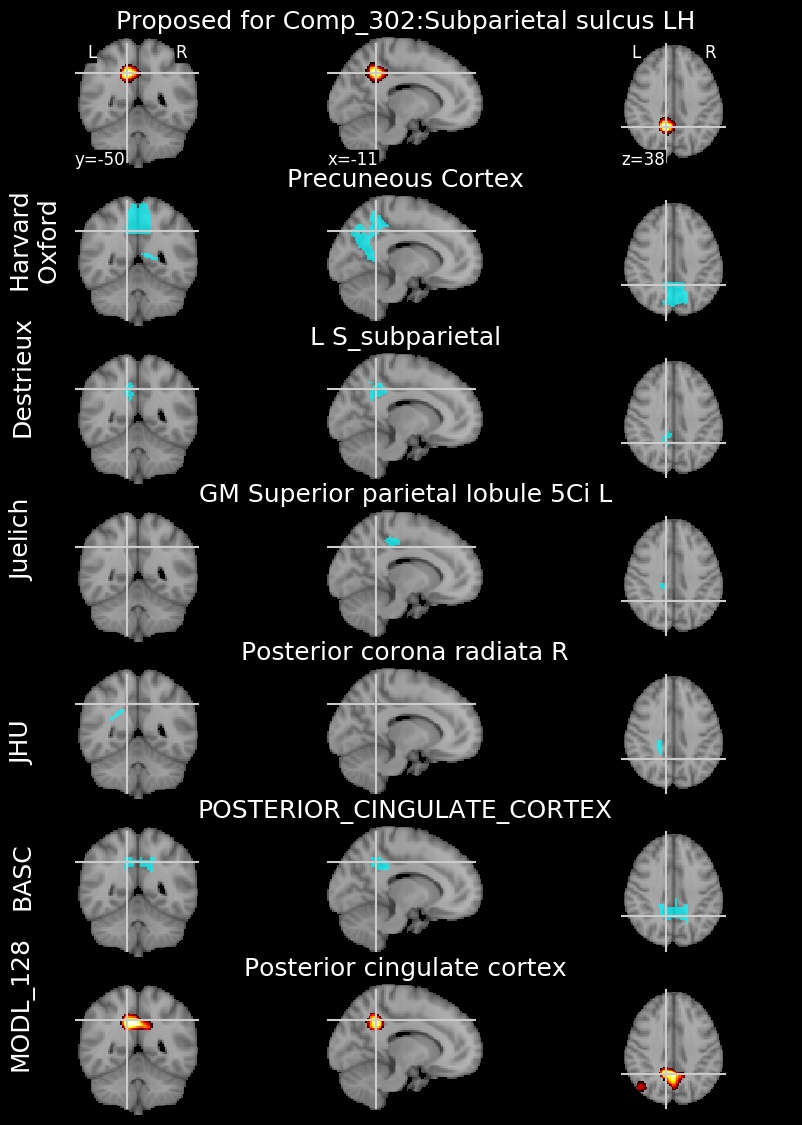 Proposed for Comp_302:Subparietal sulcus LH
L R L R
y=-50 x=-11 z=38
Precuneous Cortex
Harvard
Oxford
L S_subparietal
Destrieux
GM Superior parietal lobule 5Ci L
Juelich
Posterior corona radiata R
JHU
POSTERIOR_CINGULATE_CORTEX
BASC
Posterior cingulate cortex
MODL_128